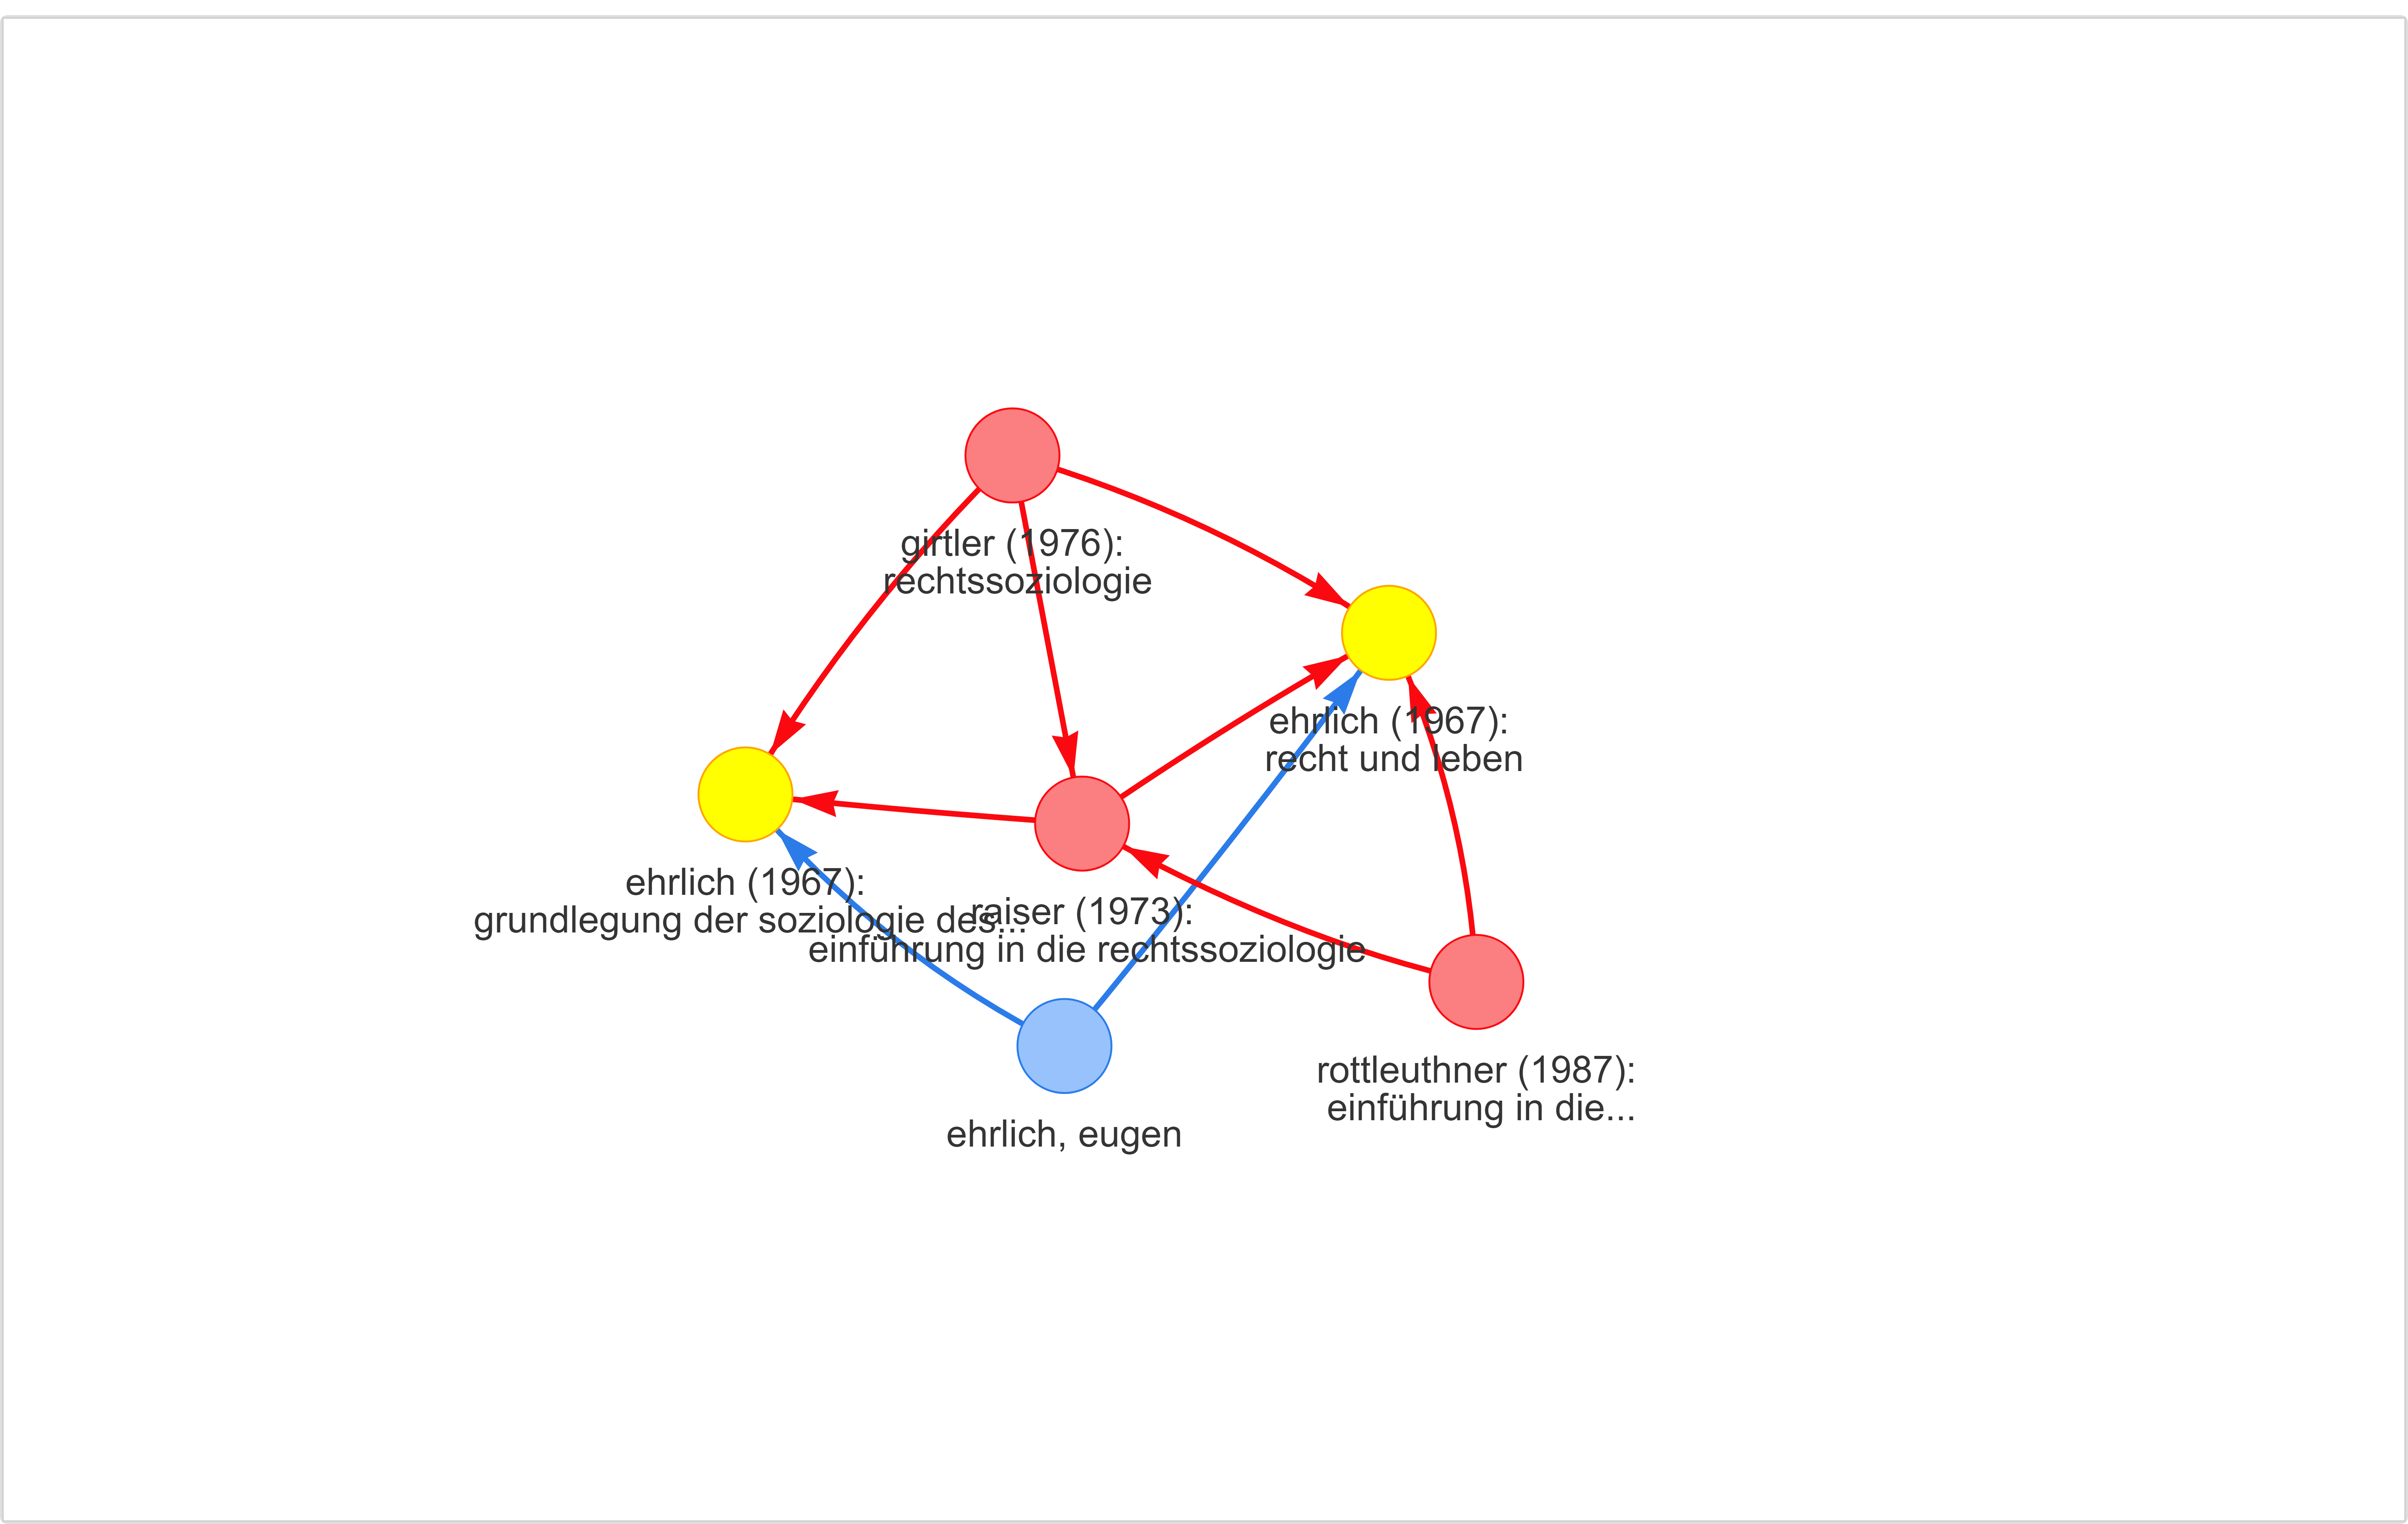 girtler (1976):
rechtssoziologie
ehrlich (1967):
recht und leben
ehrlich (1967):
grundlegung der soziologie des...
raiser (1973):
einführung in die rechtssoziologie
rottleuthner (1987):
einführung in die...
ehrlich, eugen